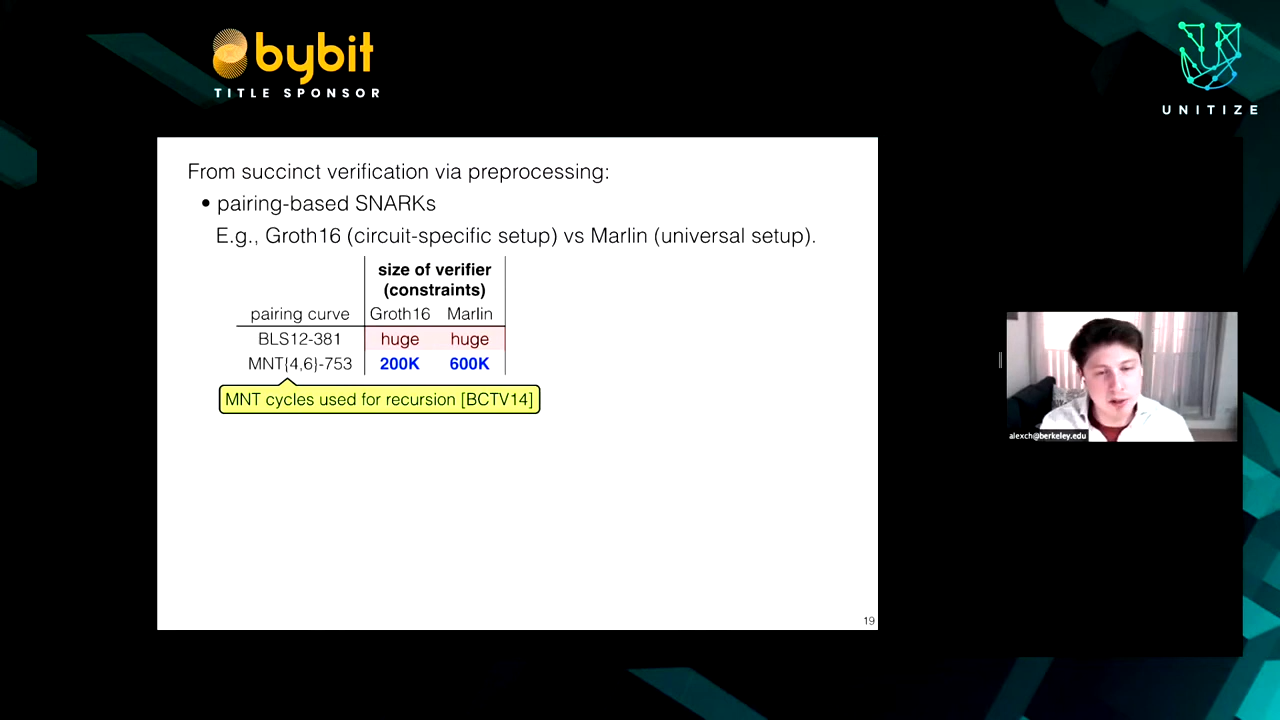 bybit
TITLE SPONSOR
UNITIZE
From succinct verification via preprocessing:
• pairing-based SNARKs
E.g., Groth16 (circuit-specific setup) vs Marlin (universal setup).
size of verifier
(constraints)
pairing curve Groth16 Marlin
BLS12-381 huge huge
MNT{4,6}-753 200K 600K
MNT cycles used for recursion [BCTV14]
alexch@berkeley.edu
19